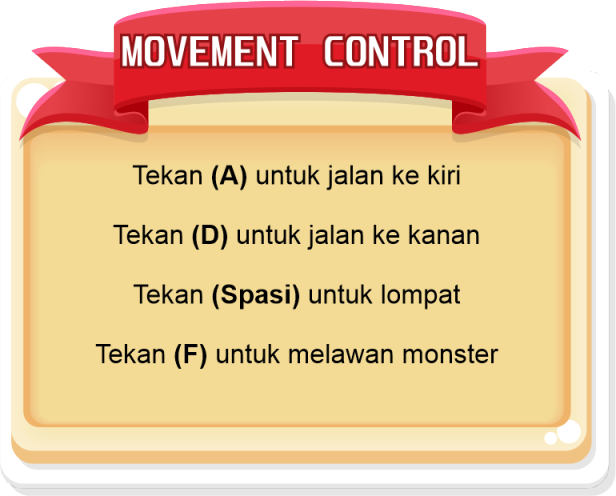 MOVEMENT CONTROL
Tekan (A) untuk jalan ke kiri
Tekan (D) untuk jalan ke kanan
Tekan (Spasi) untuk lompat
Tekan (F) untuk melawan monster